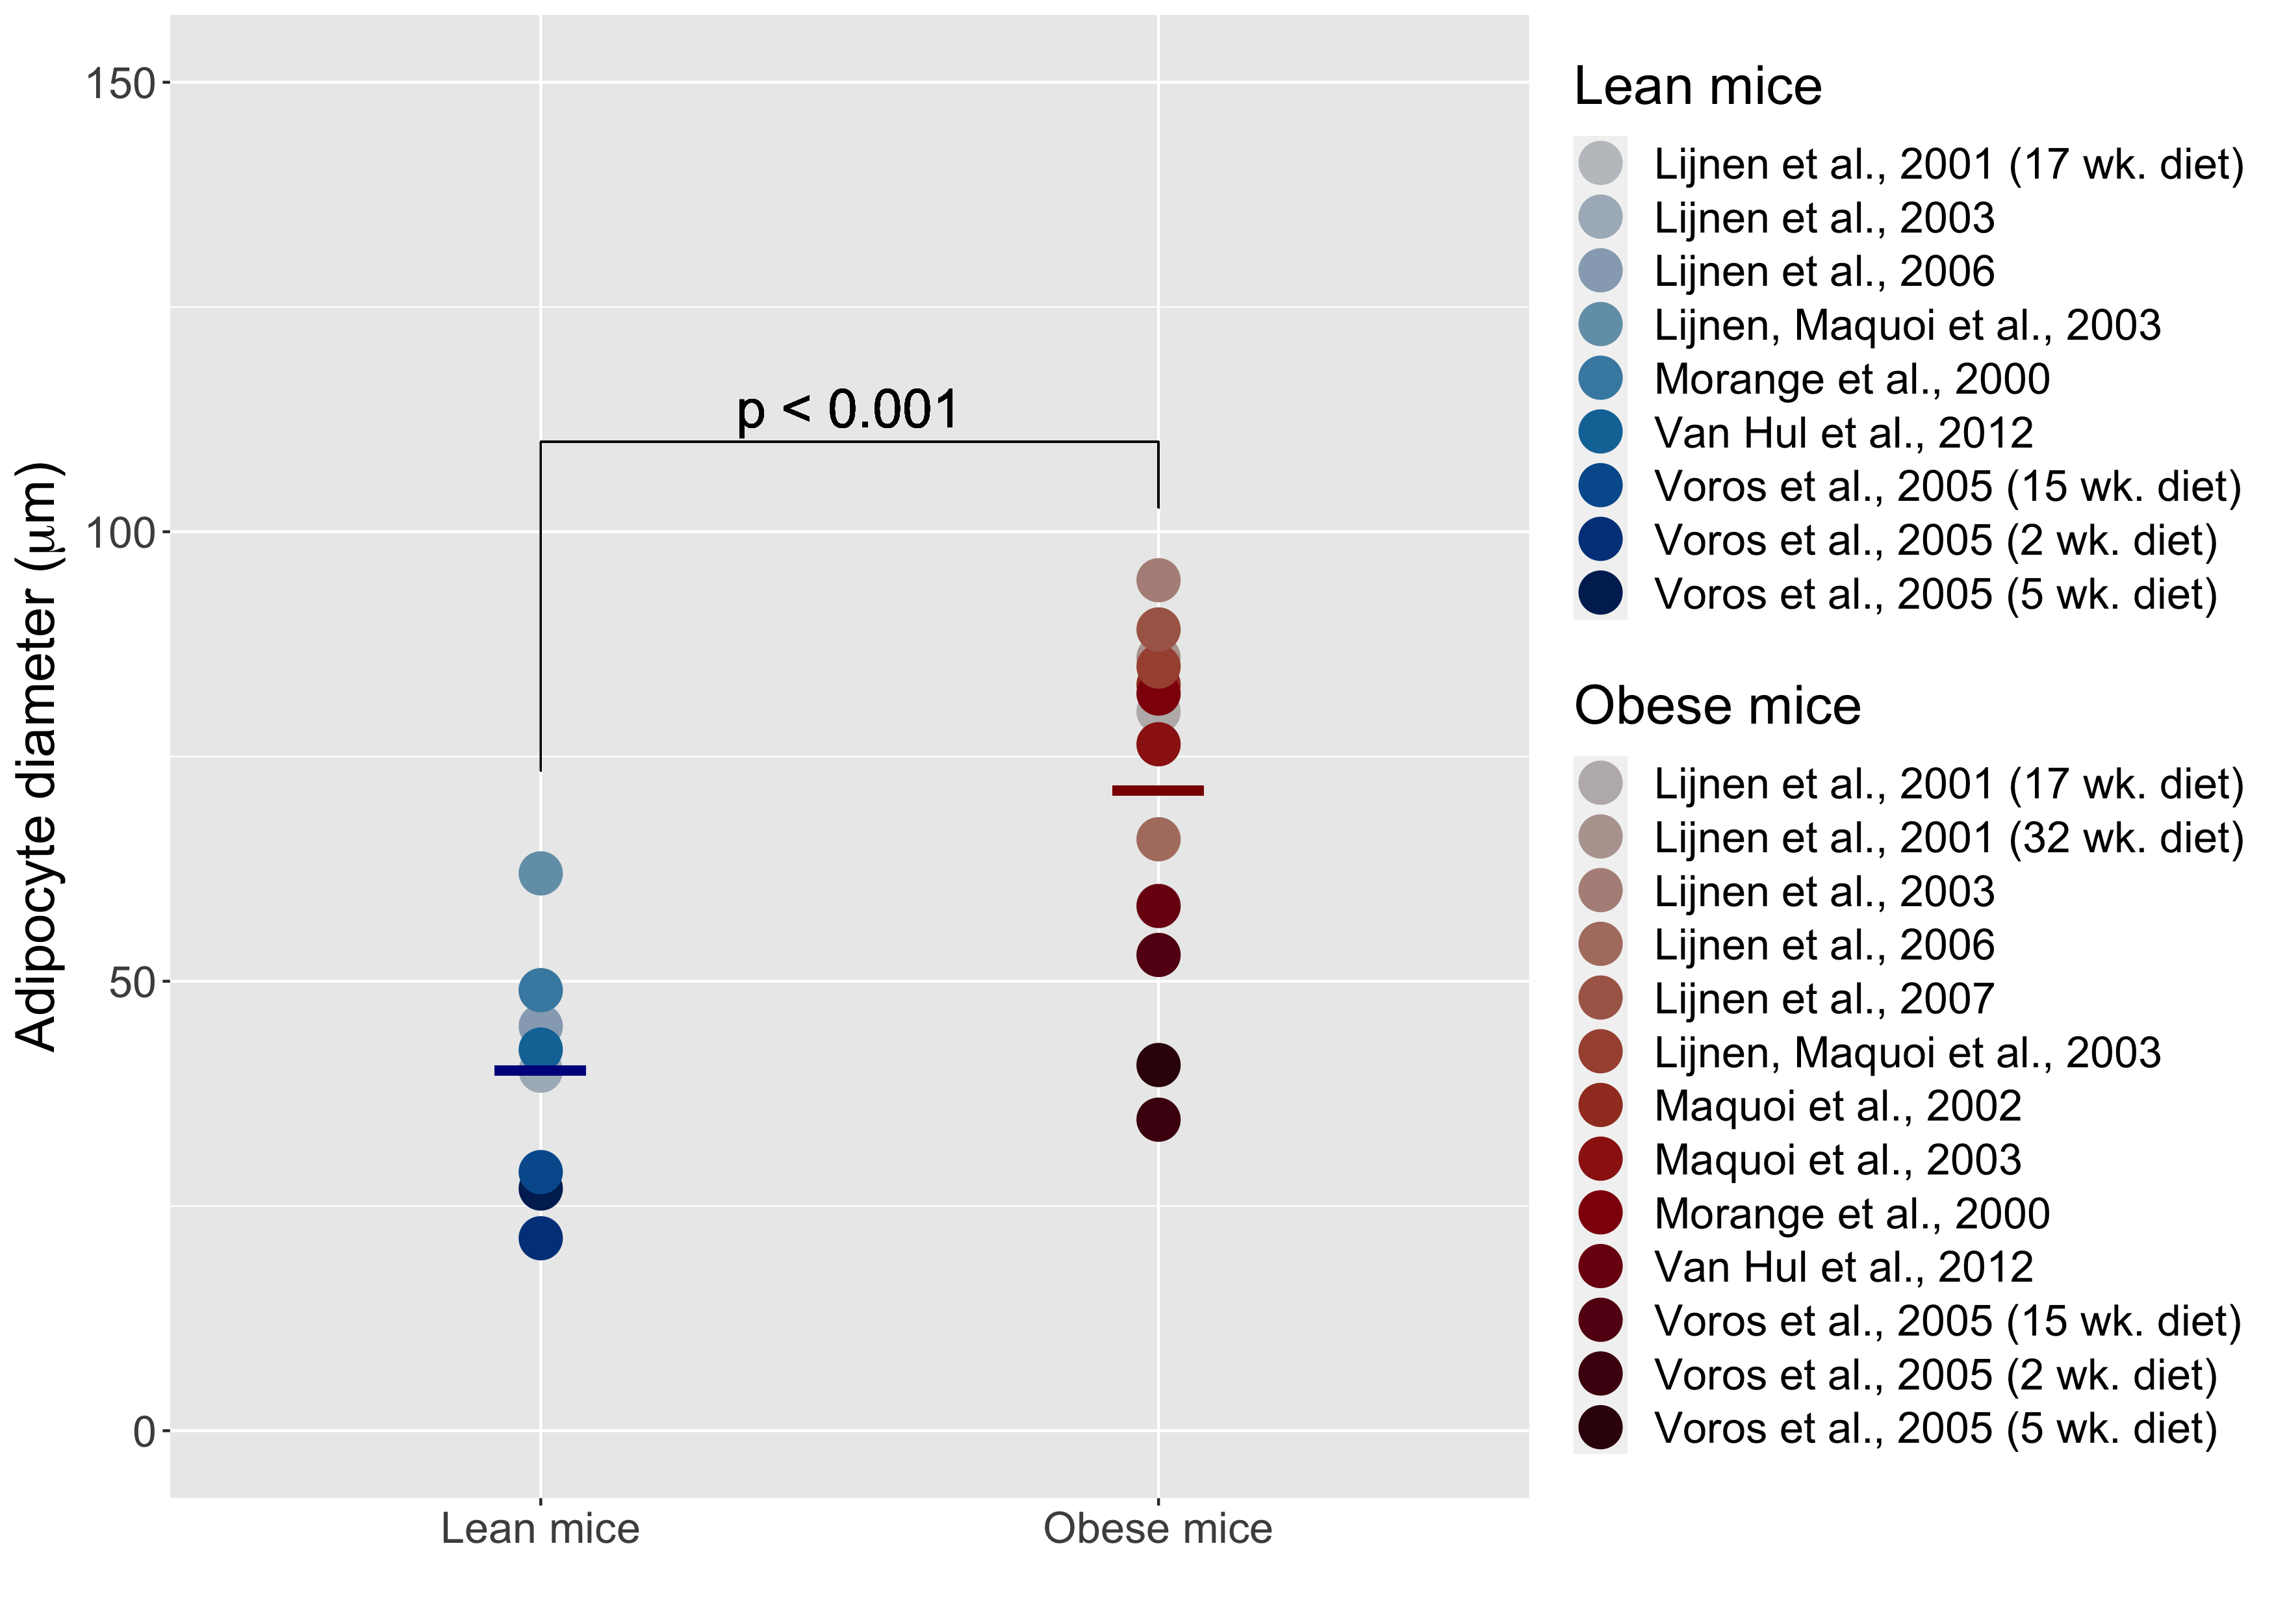 Adipocyte diameter (μm)
150
100
50
0
p < 0.001
Lean mice
Obese mice
Lean mice
Lijnen et al., 2001 (17 wk. diet)
Lijnen et al., 2003
Lijnen et al., 2006
Lijnen, Maquoi et al., 2003
Morange et al., 2000
Van Hul et al., 2012
Voros et al., 2005 (15 wk. diet)
Voros et al., 2005 (2 wk. diet)
Voros et al., 2005 (5 wk. diet)
Obese mice
Lijnen et al., 2001 (17 wk. diet)
Lijnen et al., 2001 (32 wk. diet)
Lijnen et al., 2003
Lijnen et al., 2006
Lijnen et al., 2007
Lijnen, Maquoi et al., 2003
Maquoi et al., 2002
Maquoi et al., 2003
Morange et al., 2000
Van Hul et al., 2012
Voros et al., 2005 (15 wk. diet)
Voros et al., 2005 (2 wk. diet)
Voros et al., 2005 (5 wk. diet)